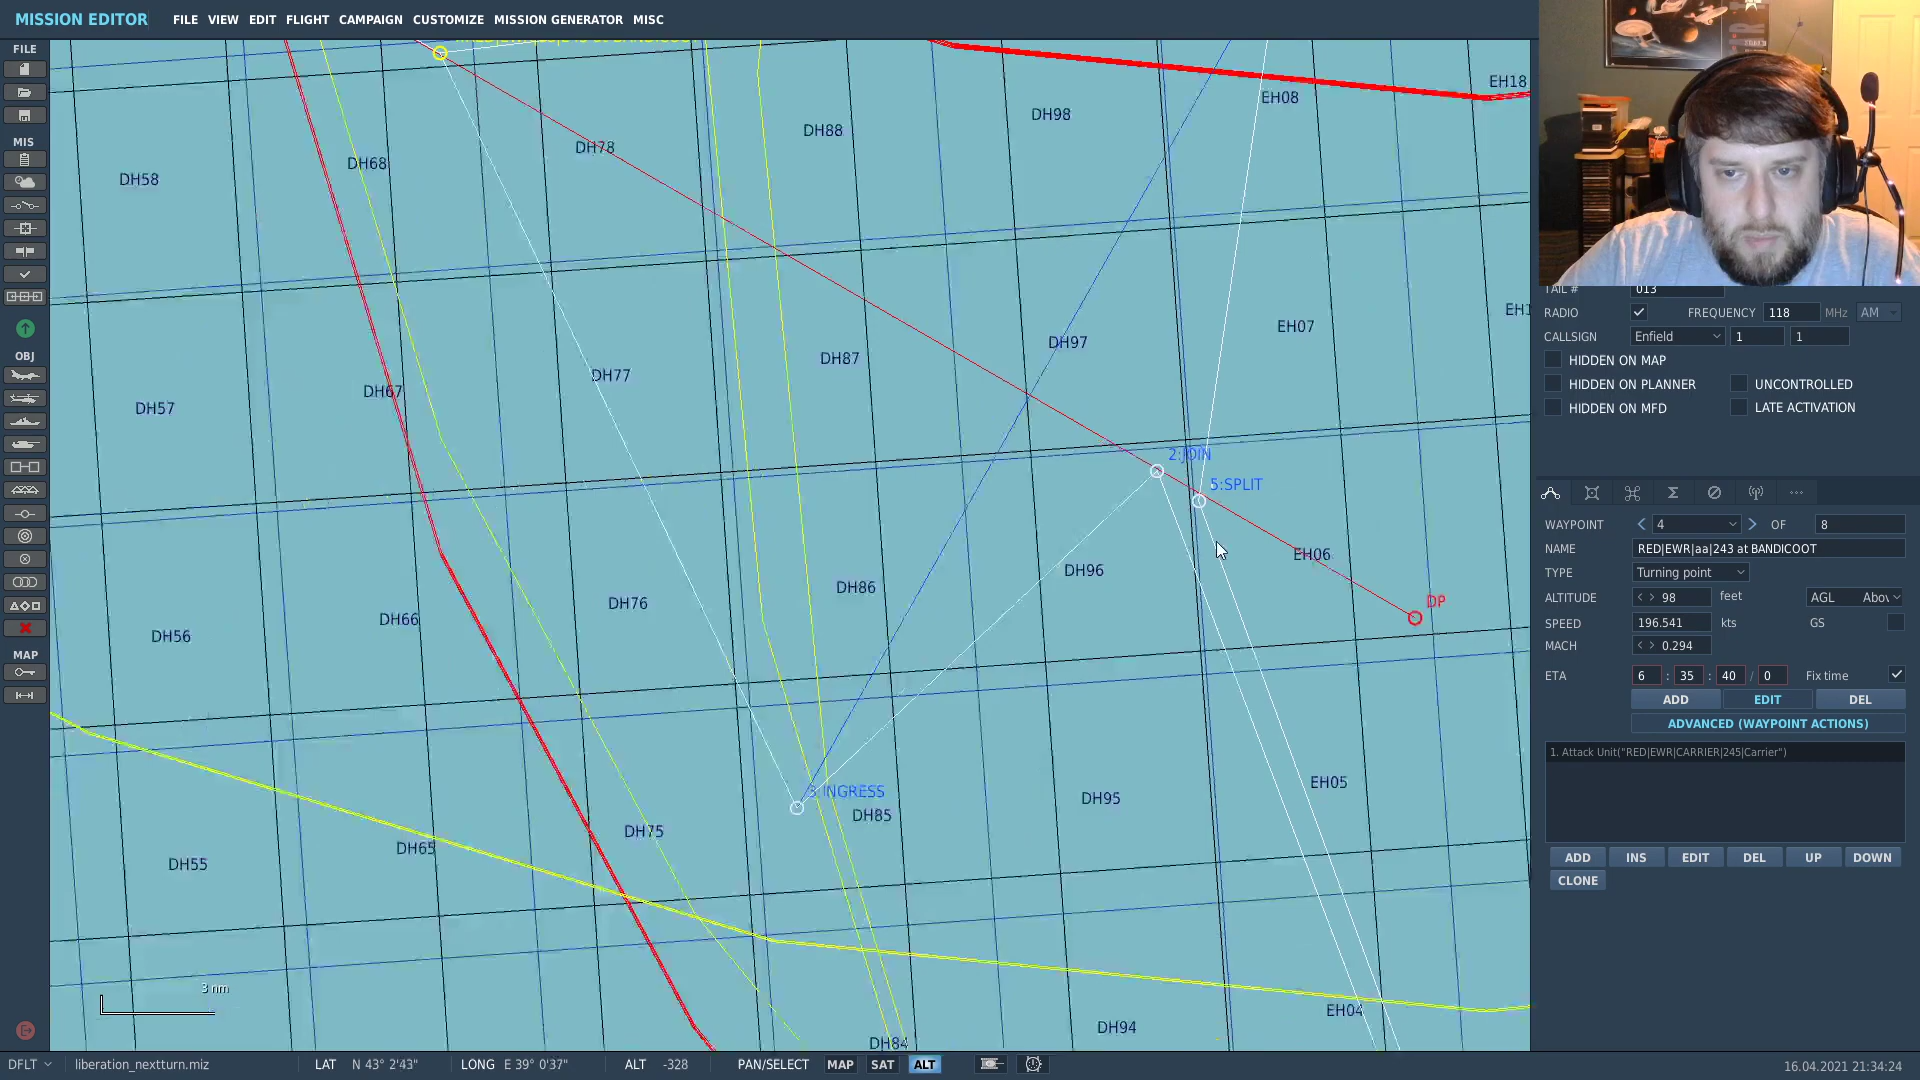 MISSION EDITOR
FILE VIEW EDIT FLIGHT CAMPAIGN CUSTOMIZE MISSION GENERATOR MISC
FILE
MIS
OBJ
MAP
EH18
EH08
DH98
DH88
DH78
DH68
DH58
EH07
DH97
DH87
DH77
DH67
DH57
2:JOIN
5:SPLIT
EH06
DP
DH96
DH86
DH76
DH66
DH56
3:INGRESS
EH05
DH95
DH85
DH75
DH65
DH55
3 nm
EH04
DH94
DH84
TAIL # 013
RADIO FREQUENCY 118 MHz AM
CALLSIGN Enfield 1 1
HIDDEN ON MAP
HIDDEN ON PLANNER UNCONTROLLED
HIDDEN ON MFD LATE ACTIVATION
WAYPOINT 4 OF 8
NAME RED|EWR|aa|243 at BANDICOOT
TYPE Turning point
ALTITUDE 98 feet AGL
SPEED 196.541 kts GS
MACH 0.294
ETA 6 : 35 : 40 / 0 Fix time
ADD EDIT DEL
ADVANCED (WAYPOINT ACTIONS)
1. Attack Unit("RED|EWR|CARRIER|245|Carrier")
ADD INS EDIT DEL UP DOWN
CLONE
DFLT liberation_nextturn.miz LAT N 43° 2'43" LONG E 39° 0'37" ALT -328 PAN/SELECT MAP SAT ALT 16.04.2021 21:34:24